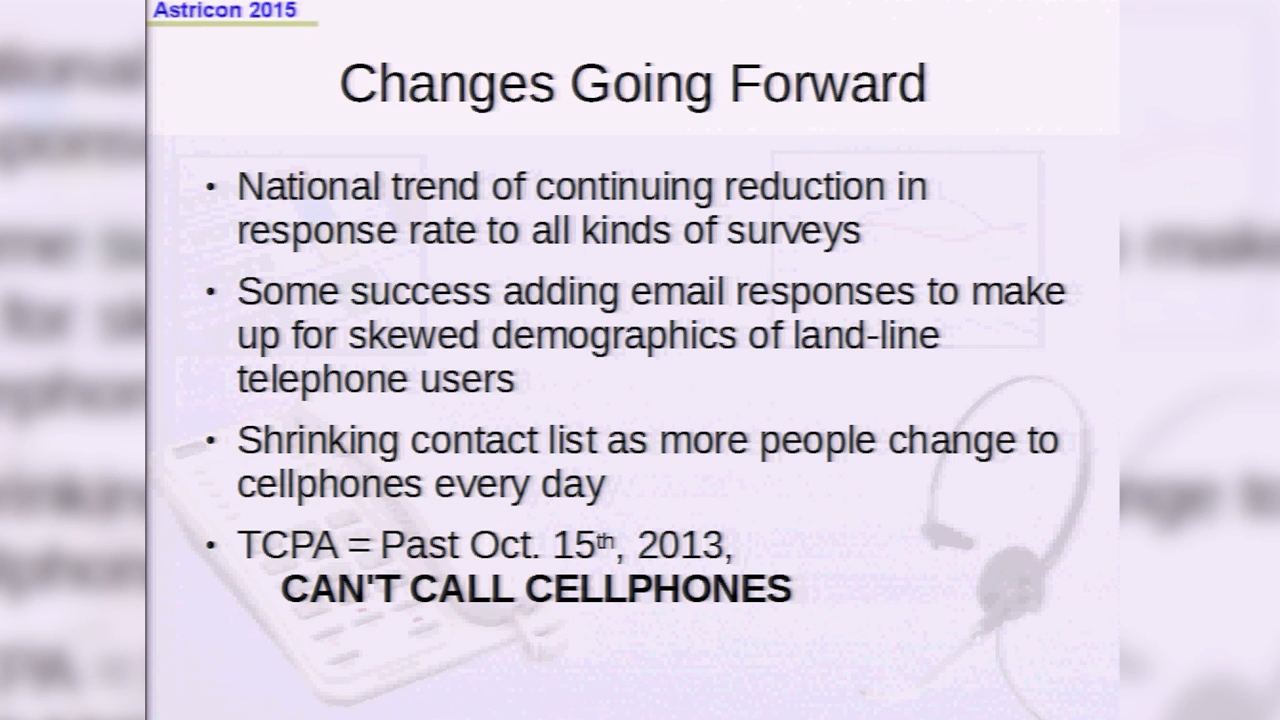 Astricon 2015
Changes Going Forward
• National trend of continuing reduction in
response rate to all kinds of surveys
• Some success adding email responses to make
up for skewed demographics of land-line
telephone users
• Shrinking contact list as more people change to
cellphones every day
• TCPA = Past Oct. 15th, 2013,
CAN'T CALL CELLPHONES